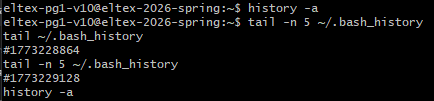 eltex-pg1-v10@eltex-2026-spring:~$ history -a
eltex-pg1-v10@eltex-2026-spring:~$ tail -n 5 ~/.bash_history
tail ~/.bash_history
#1773228864
tail -n 5 ~/.bash_history
#1773229128
history -a